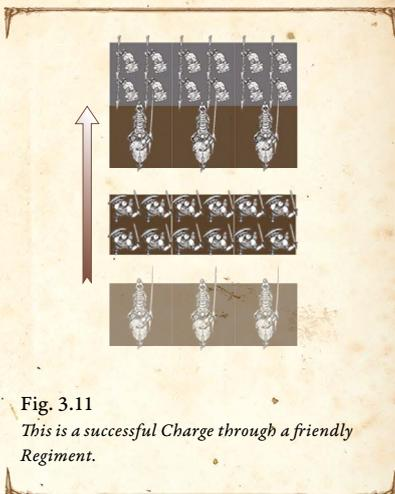 Fig. 3.11
This is a successful Charge through a friendly
Regiment.